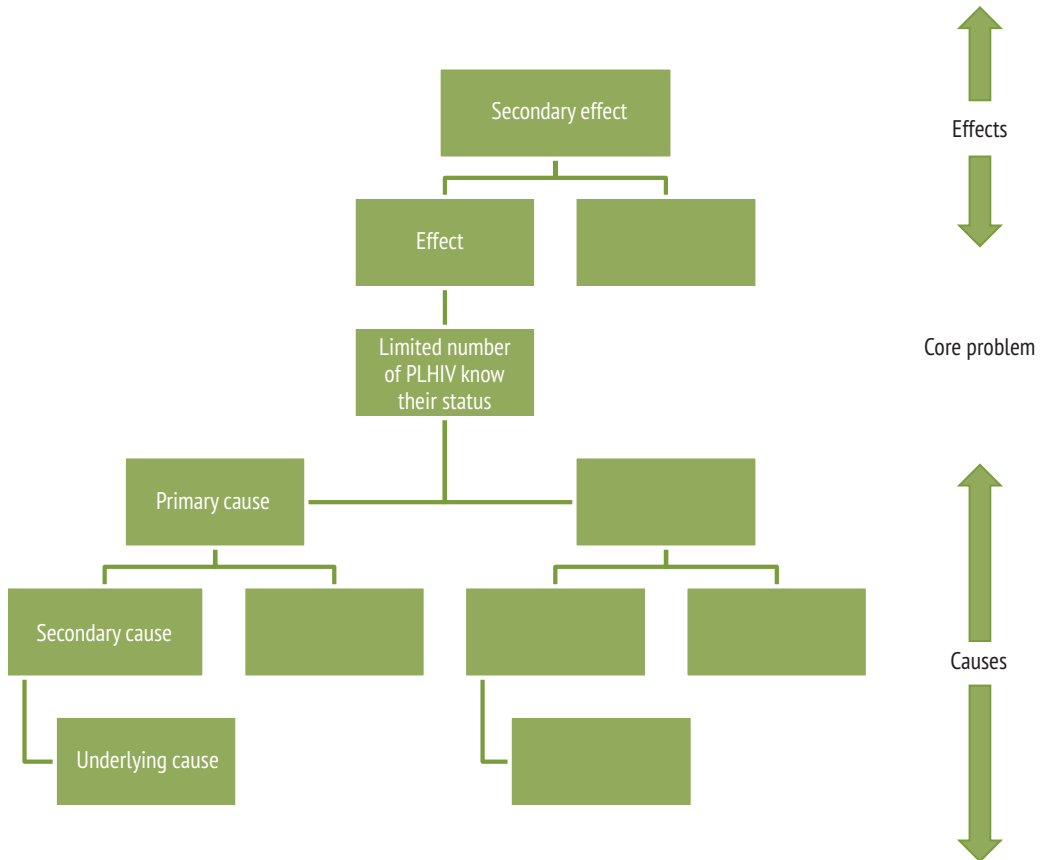 Secondary effect
Effects
Effect
Limited number
of PLHIV know
their status
Core problem
Primary cause
Secondary cause
Causes
Underlying cause